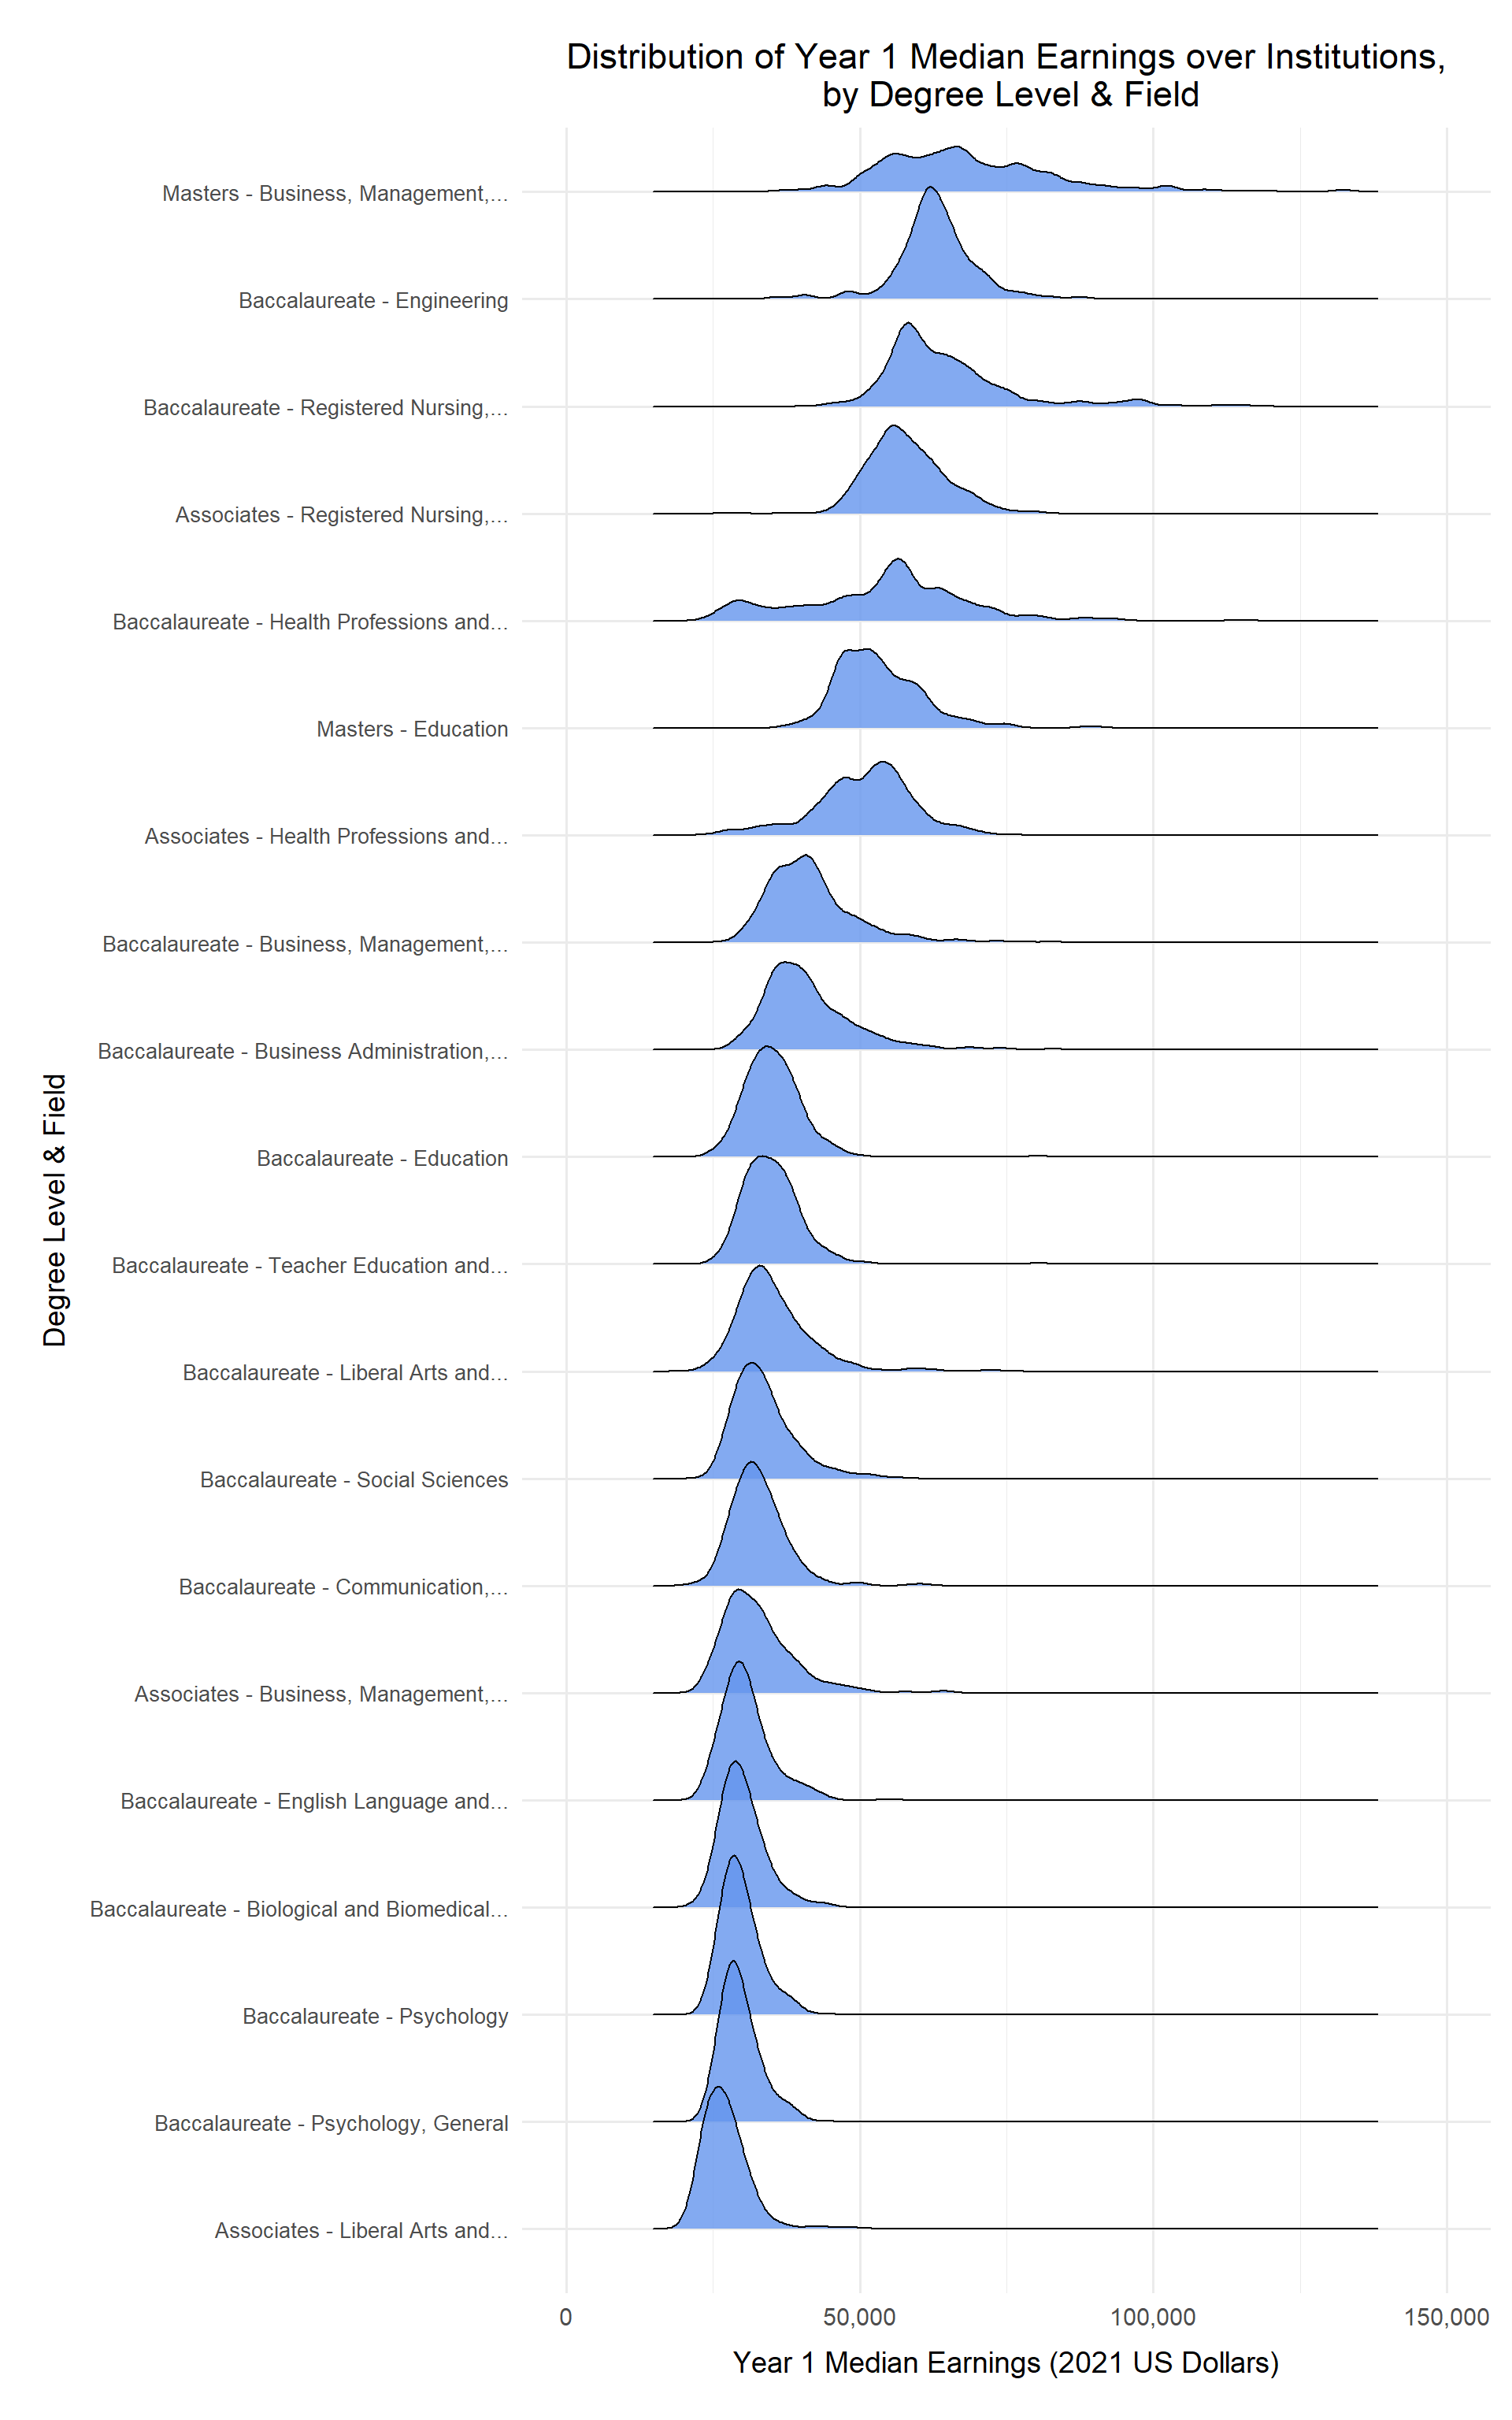 Distribution of Year 1 Median Earnings over Institutions,
by Degree Level & Field
Masters - Business, Management,...
Baccalaureate - Engineering
Baccalaureate - Registered Nursing,...
Associates - Registered Nursing,...
Baccalaureate - Health Professions and...
Masters - Education
Associates - Health Professions and...
Baccalaureate - Business, Management,...
Baccalaureate - Business Administration,...
Baccalaureate - Education
Baccalaureate - Teacher Education and...
Baccalaureate - Liberal Arts and...
Baccalaureate - Social Sciences
Baccalaureate - Communication,...
Associates - Business, Management,...
Baccalaureate - English Language and...
Baccalaureate - Biological and Biomedical...
Baccalaureate - Psychology
Baccalaureate - Psychology, General
Associates - Liberal Arts and...
Degree Level & Field
0 50,000 100,000 150,000
Year 1 Median Earnings (2021 US Dollars)